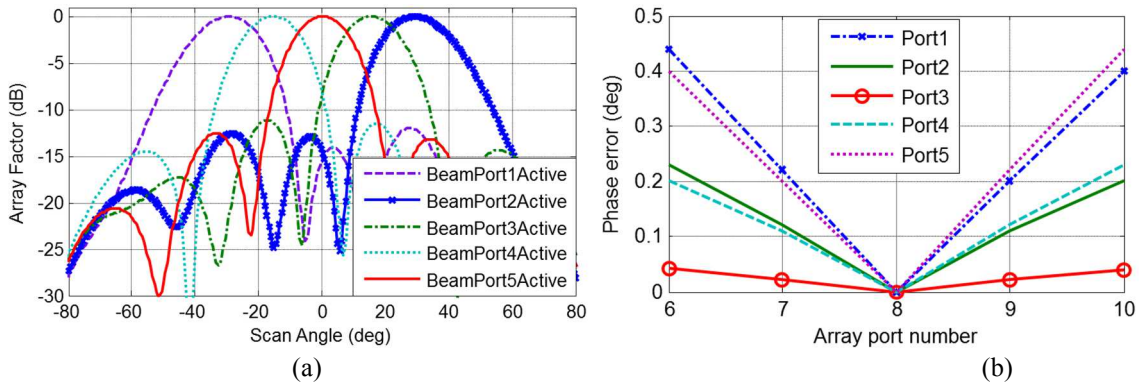 Array Factor (dB)
0
-5
-10
-15
-20
-25
-30
-80
-60
-40
-20
0
20
40
60
80
Scan Angle (deg)
BeamPort1Active
BeamPort2Active
BeamPort3Active
BeamPort4Active
BeamPort5Active
(a)
Phase error (deg)
0.5
0.4
0.3
0.2
0.1
0
6
7
8
9
10
Array port number
Port1
Port2
Port3
Port4
Port5
(b)